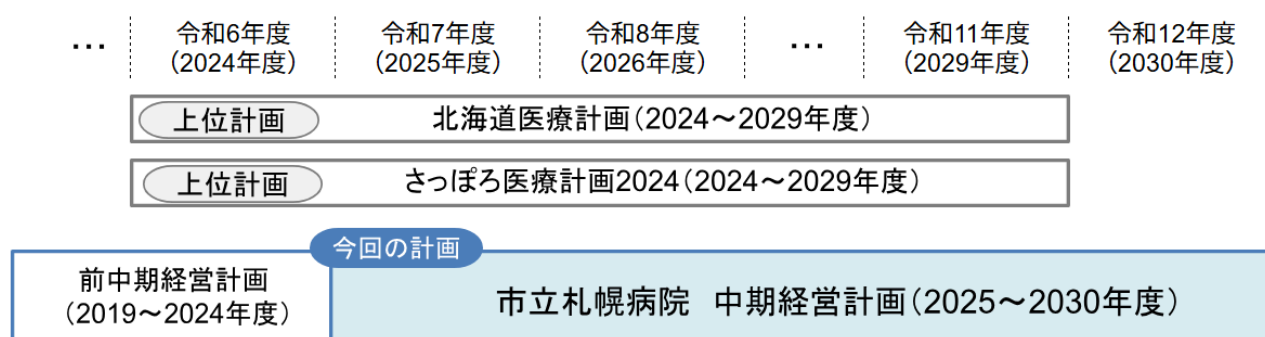 … 令和6年度 令和7年度 令和8年度 … 令和11年度 令和12年度
(2024年度) (2025年度) (2026年度) (2029年度) (2030年度)
上位計画 北海道医療計画(2024～2029年度)
上位計画 さっぽろ医療計画2024(2024～2029年度)
今回の計画
前中期経営計画
(2019～2024年度)
市立札幌病院　中期経営計画(2025～2030年度)